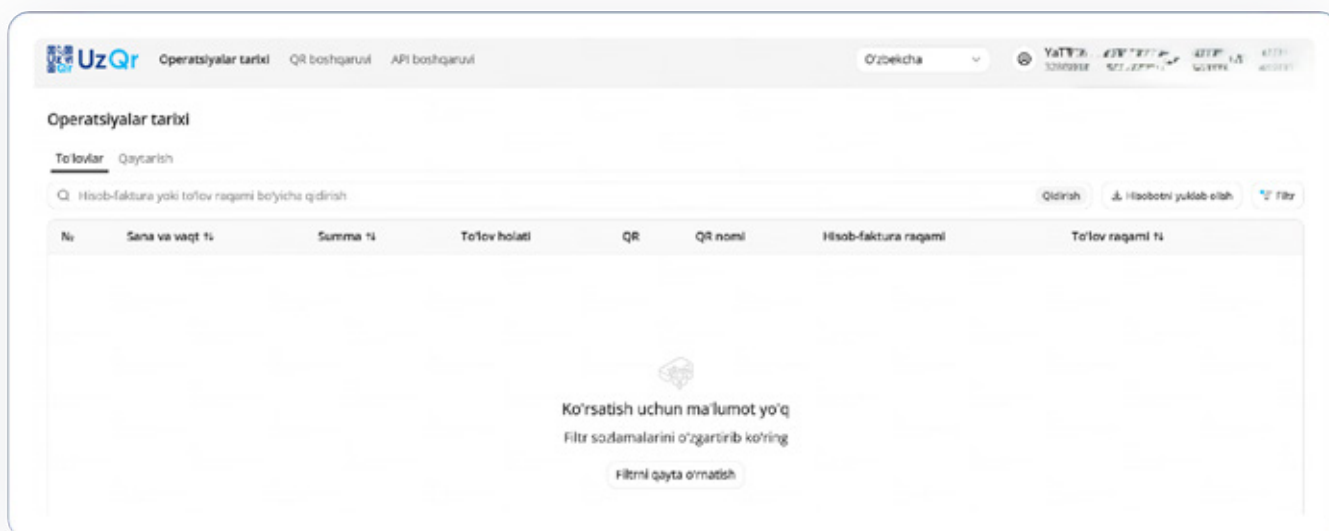 UzQr Operatsiyalar tarixi QR boshqaruvi API boshqaruvi O'zbekcha
Operatsiyalar tarixi
To'lovlar Qaytarish
Hisob-faktura yoki to'lov raqami bo'yicha qidirish Qidirish Hisobotni yuklab olish Filtr
№ Sana va vaqt Summa To'lov holati QR QR nomi Hisob-faktura raqami To'lov raqami
Ko'rsatish uchun ma'lumot yo'q
Filtr sozlamalarini o'zgartirib ko'ring
Filtrni qayta o'rnatish